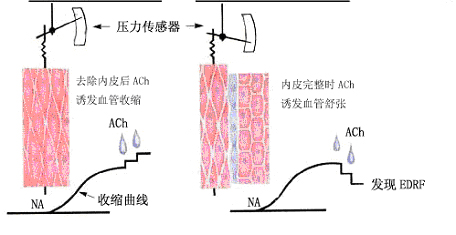 压力传感器
去除内皮后 ACh
诱发血管收缩
内皮完整时 ACh
诱发血管舒张
ACh
ACh
NA
收缩曲线
NA
发现 EDRF